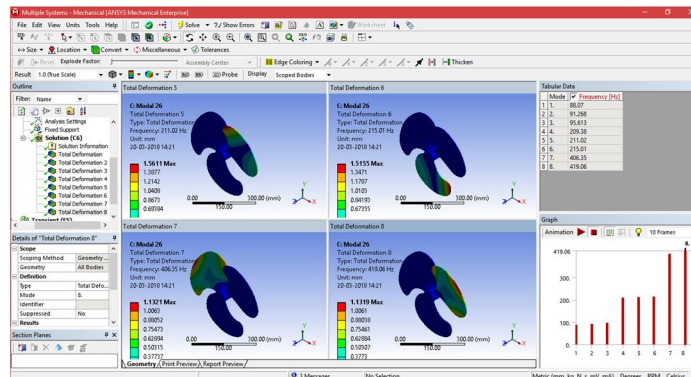 Multiple Systems - Mechanical [ANSYS Mechanical Enterprise]
File Edit View Units Tools Help
Solve
?/ Show Errors
Worksheet
Size
Location
Convert
Miscellaneous
Tolerances
Reset
Explode Factor:
Assembly Center
Edge Coloring
Thicken
Result
1.0 (True Scale)
Probe
Display
Scoped Bodies
Outline
Filter: Name
Analysis Settings
Fixed Support
Solution (C6)
Solution Information
Total Deformation
Total Deformation 2
Total Deformation 3
Total Deformation 4
Total Deformation 5
Total Deformation 6
Total Deformation 7
Total Deformation 8
Details of "Total Deformation 8"
Scope
Scoping Method Geometry ...
Geometry All Bodies
Definition
Type Total Defo...
Mode 8.
Identifier
Suppressed No
Results
Section Planes
Total Deformation 5
C: Modal 26
Total Deformation 5
Type: Total Deformation
Frequency: 211.02 Hz
Unit: mm
20-03-2018 14:21
1.5611 Max
1.3877
1.2142
1.0408
0.8673
0.69384
0.00 300.00 (mm)
150.00
Y
X
Total Deformation 6
C: Modal 26
Total Deformation 6
Type: Total Deformation
Frequency: 215.01 Hz
Unit: mm
20-03-2018 14:21
1.5155 Max
1.3471
1.1787
1.0103
0.84193
0.67355
0.00 300.00 (mm)
150.00
Y
X
Total Deformation 7
C: Modal 26
Total Deformation 7
Type: Total Deformation
Frequency: 406.35 Hz
Unit: mm
20-03-2018 14:21
1.1321 Max
1.0063
0.88052
0.75473
0.62894
0.50315
0.37737
0.00 300.00 (mm)
150.00
Y
X
Total Deformation 8
C: Modal 26
Total Deformation 8
Type: Total Deformation
Frequency: 419.06 Hz
Unit: mm
20-03-2018 14:21
1.1319 Max
1.0061
0.88038
0.75461
0.62884
0.50307
0.3773
0.00 300.00 (mm)
150.00
Y
X
Geometry Print Preview Report Preview
Tabular Data
Mode Frequency [Hz]
1 1. 88.07
2 2. 91.268
3 3. 95.613
4 4. 209.38
5 5. 211.02
6 6. 215.01
7 7. 406.35
8 8. 419.06
Graph
Animation
10 Frames
8.
419.06
300.
200.
100.
0.
1 2 3 4 5 6 7 8
No Selection